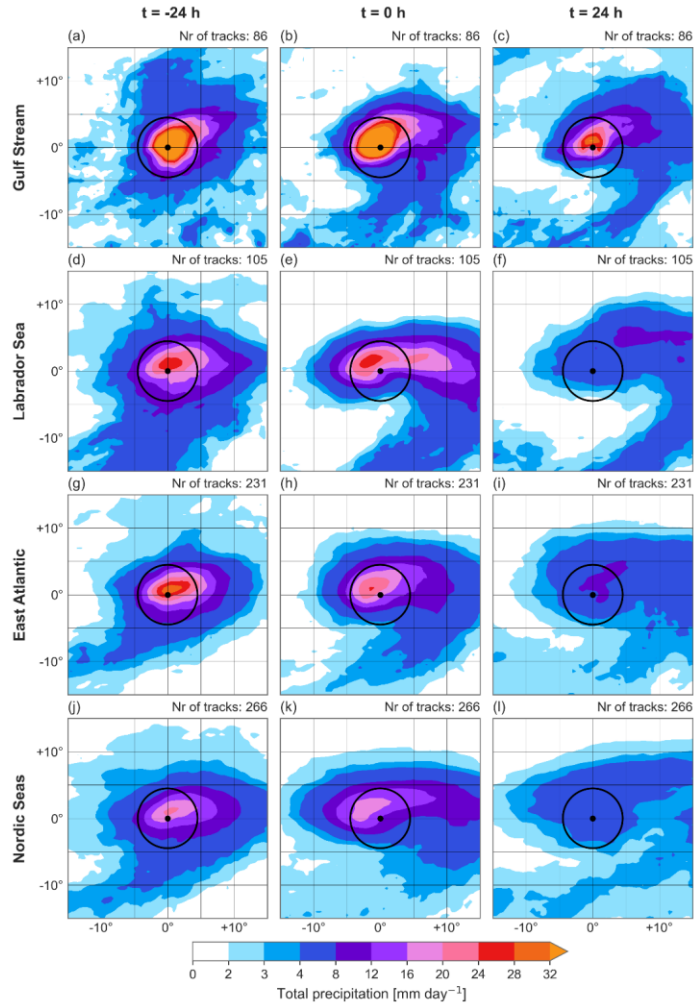 t = -24 h t = 0 h t = 24 h
(a) Nr of tracks: 86 (b) Nr of tracks: 86 (c) Nr of tracks: 86
Gulf Stream
+10°
0°
-10°
(d) Nr of tracks: 105 (e) Nr of tracks: 105 (f) Nr of tracks: 105
Labrador Sea
+10°
0°
-10°
(g) Nr of tracks: 231 (h) Nr of tracks: 231 (i) Nr of tracks: 231
East Atlantic
+10°
0°
-10°
(j) Nr of tracks: 266 (k) Nr of tracks: 266 (l) Nr of tracks: 266
Nordic Seas
+10°
0°
-10°
-10° 0° +10° -10° 0° +10° -10° 0° +10°
0 2 3 4 8 12 16 20 24 28 32
Total precipitation [mm day⁻¹]